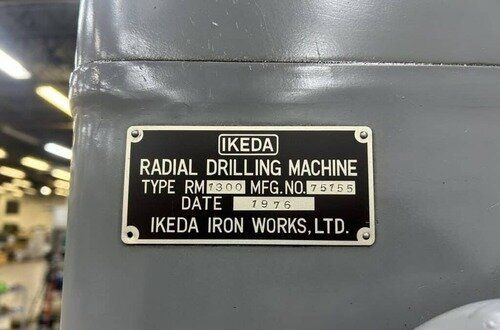 IKEDA
RADIAL DRILLING MACHINE
TYPE RM 1300 MFG.NO. 75155
DATE 1976
IKEDA IRON WORKS, LTD.